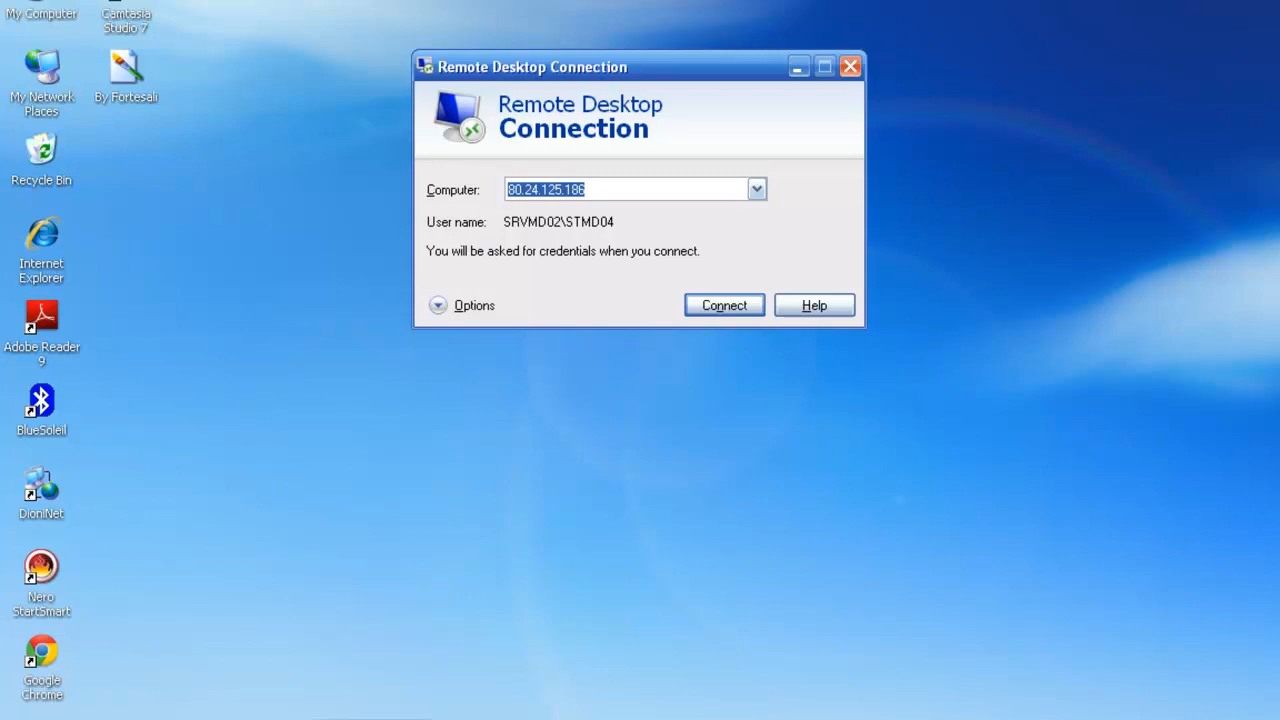 My Computer
Camtasia
Studio 7
My Network
Places
By Fortesali
Recycle Bin
Internet
Explorer
Adobe Reader
9
BlueSoleil
DioniNet
Nero
StartSmart
Google
Chrome
Remote Desktop Connection
Remote Desktop
Connection
Computer: 80.24.125.186
User name: SRVMD02\STMD04
You will be asked for credentials when you connect.
Options Connect Help